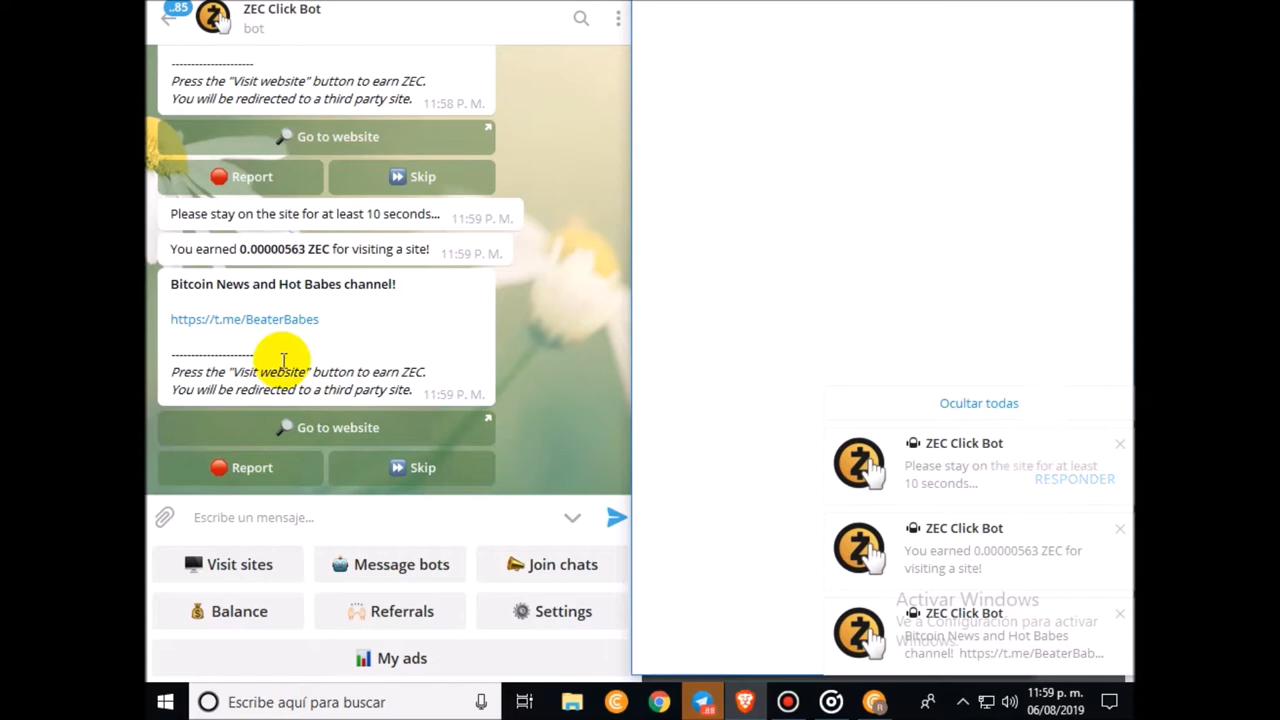 ..85
ZEC Click Bot
bot
---------------------
Press the "Visit website" button to earn ZEC.
You will be redirected to a third party site.
11:58 P. M.
Go to website
Report
Skip
Please stay on the site for at least 10 seconds...
11:59 P. M.
You earned 0.00000563 ZEC for visiting a site!
11:59 P. M.
Bitcoin News and Hot Babes channel!
https://t.me/BeaterBabes
---------------------
Press the "Visit website" button to earn ZEC.
You will be redirected to a third party site.
11:59 P. M.
Go to website
Report
Skip
Escribe un mensaje...
Visit sites
Message bots
Join chats
Balance
Referrals
Settings
My ads
Ocultar todas
ZEC Click Bot
Please stay on the site for at least
10 seconds...
RESPONDER
ZEC Click Bot
You earned 0.00000563 ZEC for
visiting a site!
Activar Windows
Ve a Configuración para activar
Windows.
ZEC Click Bot
Bitcoin News and Hot Babes
channel! https://t.me/BeaterBab...
Escribe aquí para buscar
.88
11:59 p. m.
06/08/2019